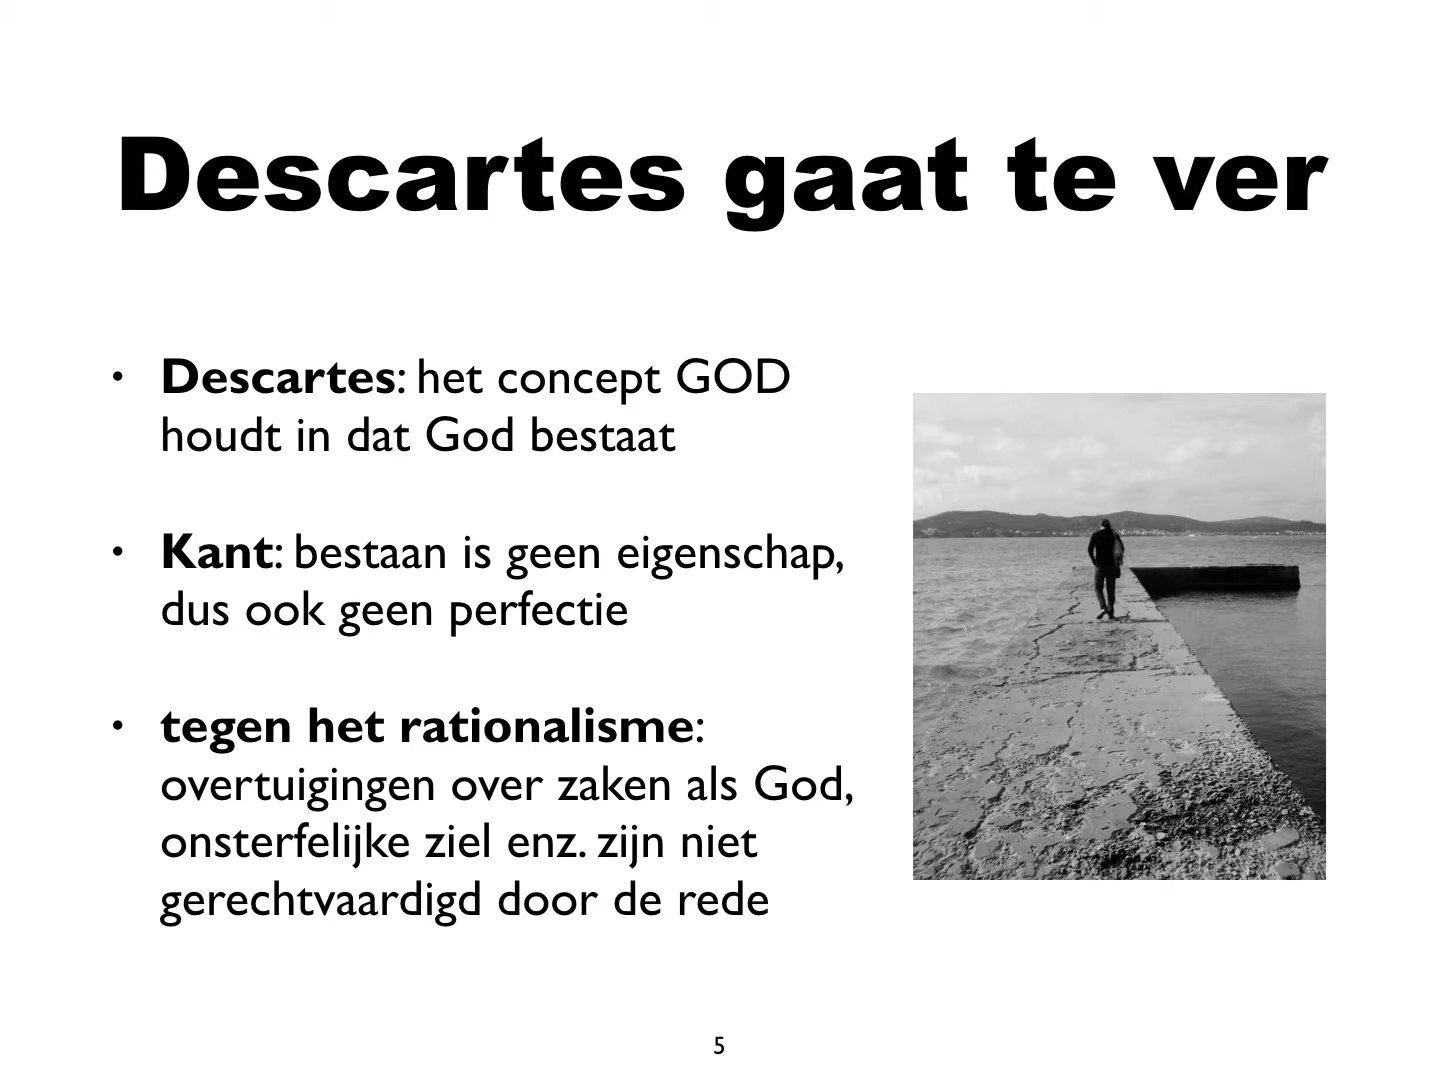 Descartes gaat te ver
• Descartes: het concept GOD
houdt in dat God bestaat
• Kant: bestaan is geen eigenschap,
dus ook geen perfectie
• tegen het rationalisme:
overtuigingen over zaken als God,
onsterfelijke ziel enz. zijn niet
gerechtvaardigd door de rede
5